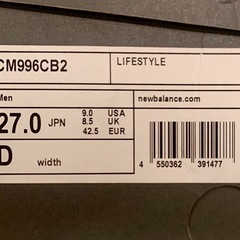 CM996CB2
LIFESTYLE
Men
27.0 JPN
9.0 USA
8.5 UK
42.5 EUR
D width
newbalance.com
4 550362 391477